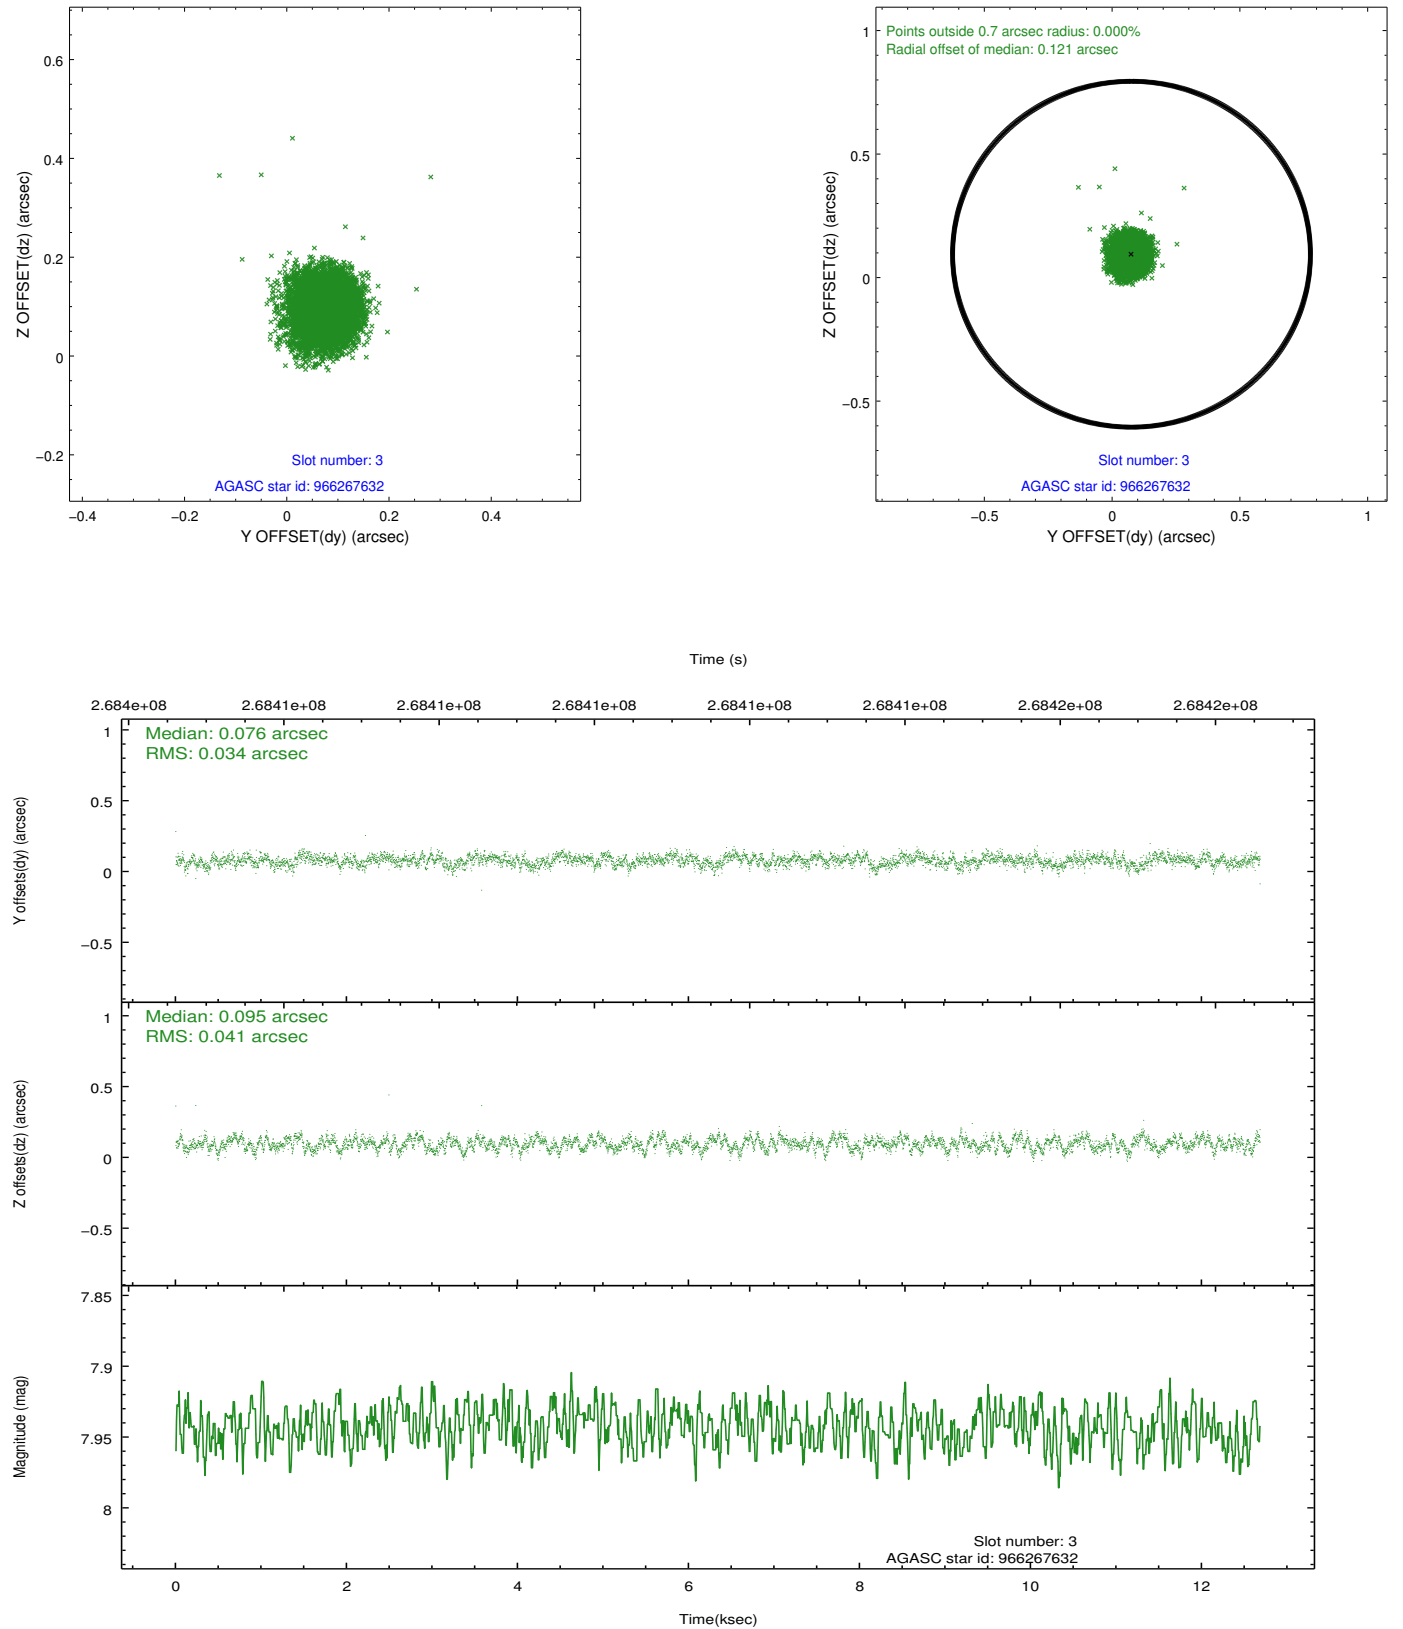 0.6
0.4
0.2
0
−0.2
Z OFFSET(dz) (arcsec)
Slot number: 3
AGASC star id: 966267632
−0.4 −0.2 0 0.2 0.4
Y OFFSET(dy) (arcsec)
Points outside 0.7 arcsec radius: 0.000%
Radial offset of median: 0.121 arcsec
1
0.5
0
−0.5
Z OFFSET(dz) (arcsec)
Slot number: 3
AGASC star id: 966267632
−0.5 0 0.5 1
Y OFFSET(dy) (arcsec)
Time (s)
2.684e+08 2.6841e+08 2.6841e+08 2.6841e+08 2.6841e+08 2.6841e+08 2.6842e+08 2.6842e+08
Median: 0.076 arcsec
RMS: 0.034 arcsec
1
0.5
0
−0.5
Y offsets(dy) (arcsec)
Median: 0.095 arcsec
RMS: 0.041 arcsec
1
0.5
0
−0.5
Z offsets(dz) (arcsec)
7.85
7.9
7.95
8
Magnitude (mag)
Slot number: 3
AGASC star id: 966267632
0 2 4 6 8 10 12
Time(ksec)